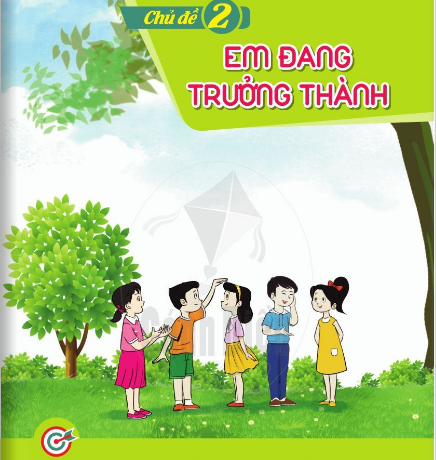 Chủ đề 2
EM ĐANG
TRƯỞNG THÀNH